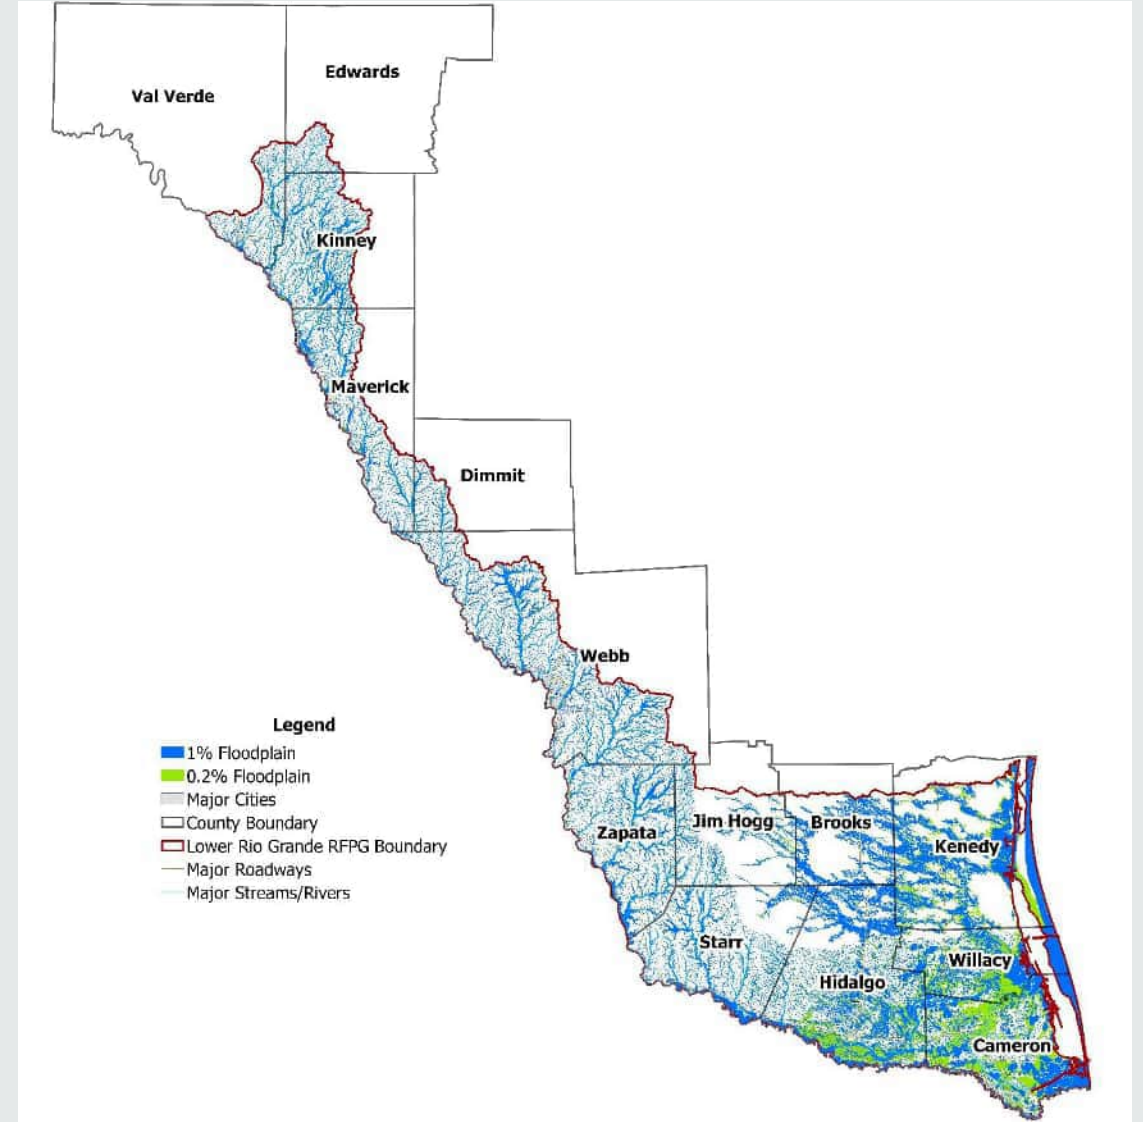 Edwards
Val Verde
Kinney
Maverick
Dimmit
Webb
Legend
1% Floodplain
0.2% Floodplain
Major Cities
County Boundary
Lower Rio Grande RFPG Boundary
Major Roadways
Major Streams/Rivers
Zapata
Jim Hogg
Brooks
Kenedy
Starr
Willacy
Hidalgo
Cameron